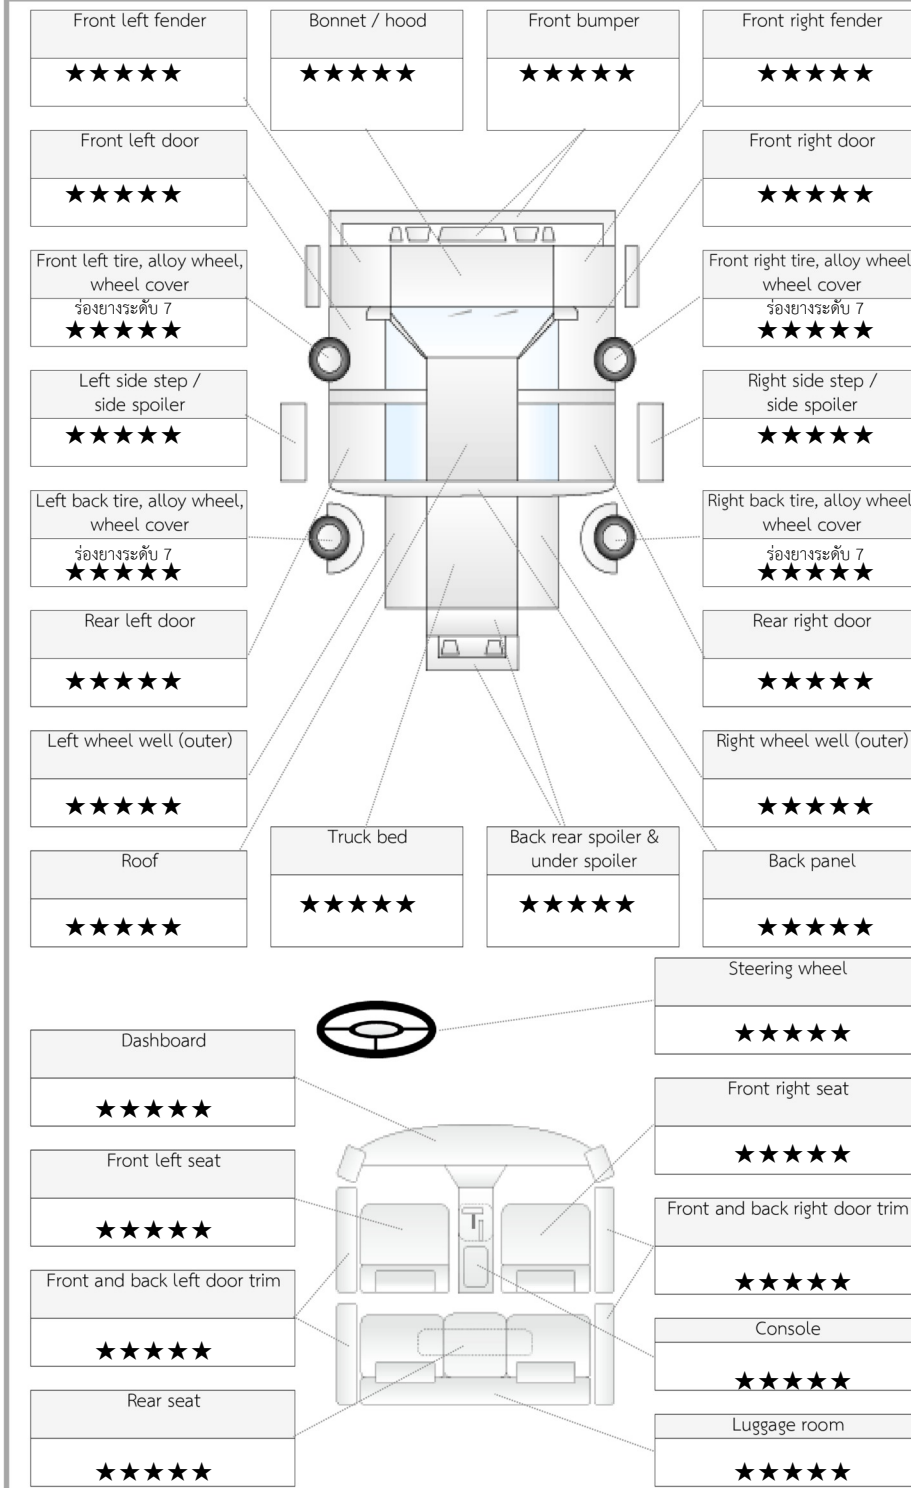 Front left fender
★★★★★
Bonnet / hood
★★★★★
Front bumper
★★★★★
Front right fender
★★★★★
Front left door
★★★★★
Front right door
★★★★★
Front left tire, alloy wheel,
wheel cover
ร่องยางระดับ 7
★★★★★
Front right tire, alloy wheel
wheel cover
ร่องยางระดับ 7
★★★★★
Left side step /
side spoiler
★★★★★
Right side step /
side spoiler
★★★★★
Left back tire, alloy wheel,
wheel cover
ร่องยางระดับ 7
★★★★★
Right back tire, alloy wheel
wheel cover
ร่องยางระดับ 7
★★★★★
Rear left door
★★★★★
Rear right door
★★★★★
Left wheel well (outer)
★★★★★
Right wheel well (outer)
★★★★★
Roof
★★★★★
Truck bed
★★★★★
Back rear spoiler &
under spoiler
★★★★★
Back panel
★★★★★
Steering wheel
★★★★★
Dashboard
★★★★★
Front right seat
★★★★★
Front left seat
★★★★★
Front and back right door trim
★★★★★
Front and back left door trim
★★★★★
Console
★★★★★
Rear seat
★★★★★
Luggage room
★★★★★